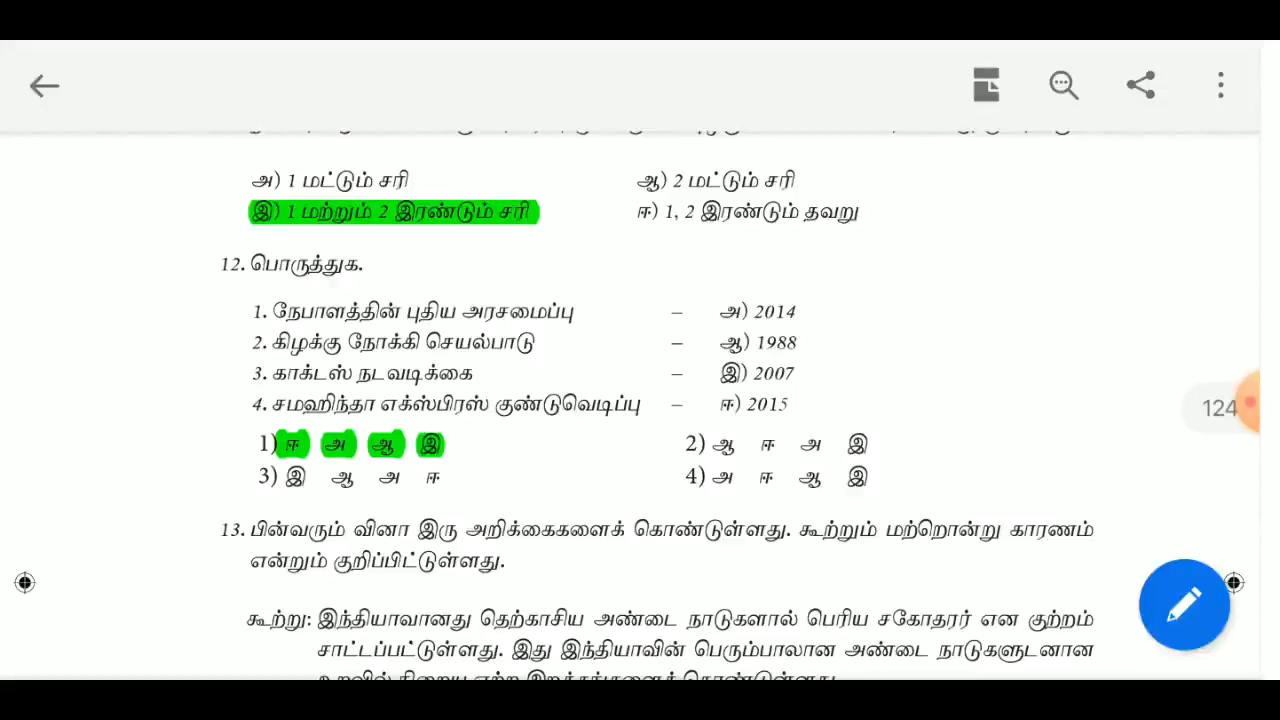 அ) 1 மட்டும் சரி ஆ) 2 மட்டும் சரி
இ) 1 மற்றும் 2 இரண்டும் சரி ஈ) 1, 2 இரண்டும் தவறு
12. பொருத்துக.
1. நேபாளத்தின் புதிய அரசமைப்பு – அ) 2014
2. கிழக்கு நோக்கி செயல்பாடு – ஆ) 1988
3. காக்டஸ் நடவடிக்கை – இ) 2007
4. சமஹிந்தா எக்ஸ்பிரஸ் குண்டுவெடிப்பு – ஈ) 2015
124
1) ஈ அ ஆ இ 2) ஆ ஈ அ இ
3) இ ஆ அ ஈ 4) அ ஈ ஆ இ
13. பின்வரும் வினா இரு அறிக்கைகளைக் கொண்டுள்ளது. கூற்றும் மற்றொன்று காரணம்
என்றும் குறிப்பிட்டுள்ளது.
கூற்று: இந்தியாவானது தெற்காசிய அண்டை நாடுகளால் பெரிய சகோதரர் என குற்றம்
சாட்டப்பட்டுள்ளது. இது இந்தியாவின் பெரும்பாலான அண்டை நாடுகளுடனான